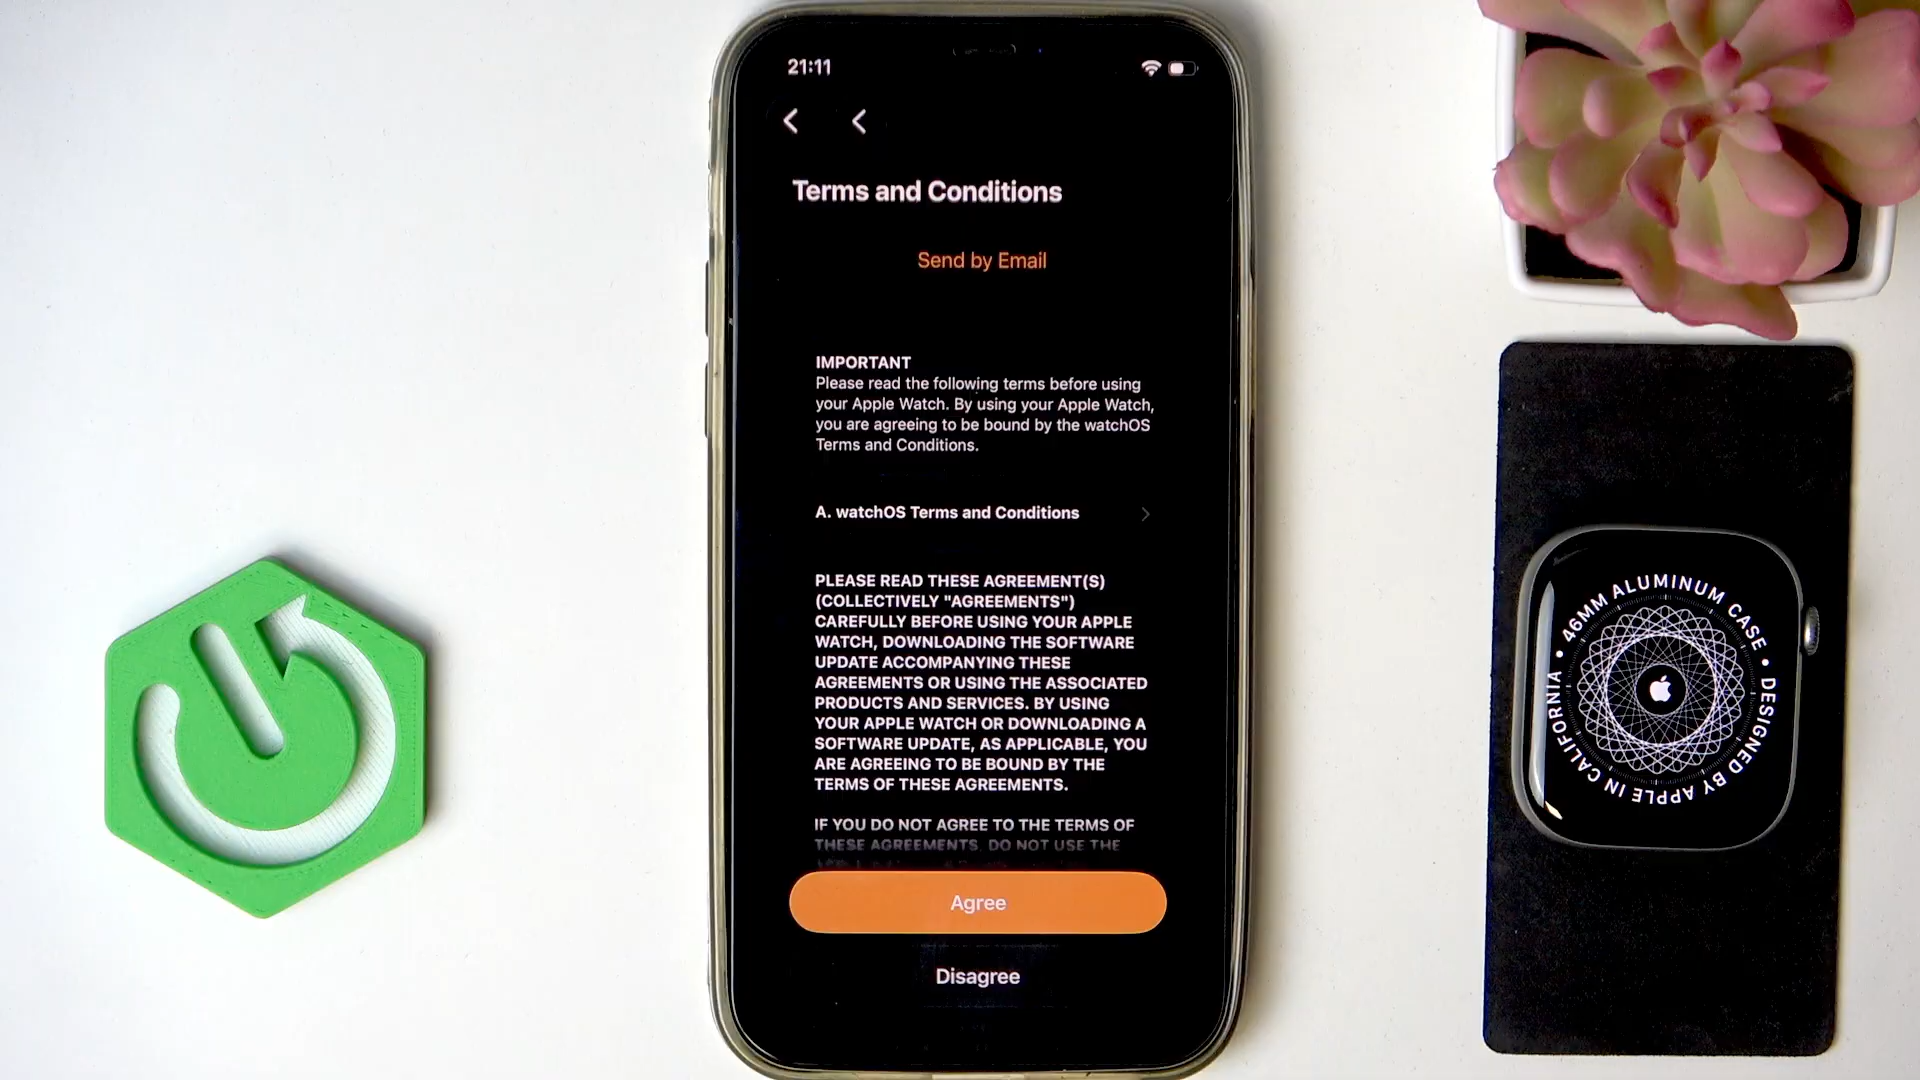 21:11
Terms and Conditions
Send by Email
IMPORTANT
Please read the following terms before using
your Apple Watch. By using your Apple Watch,
you are agreeing to be bound by the watchOS
Terms and Conditions.
A. watchOS Terms and Conditions
PLEASE READ THESE AGREEMENT(S)
(COLLECTIVELY "AGREEMENTS")
CAREFULLY BEFORE USING YOUR APPLE
WATCH, DOWNLOADING THE SOFTWARE
UPDATE ACCOMPANYING THESE
AGREEMENTS OR USING THE ASSOCIATED
PRODUCTS AND SERVICES. BY USING
YOUR APPLE WATCH OR DOWNLOADING A
SOFTWARE UPDATE, AS APPLICABLE, YOU
ARE AGREEING TO BE BOUND BY THE
TERMS OF THESE AGREEMENTS.
IF YOU DO NOT AGREE TO THE TERMS OF
THESE AGREEMENTS, DO NOT USE THE
Agree
Disagree
• 46MM ALUMINUM CASE • DESIGNED BY APPLE IN CALIFORNIA